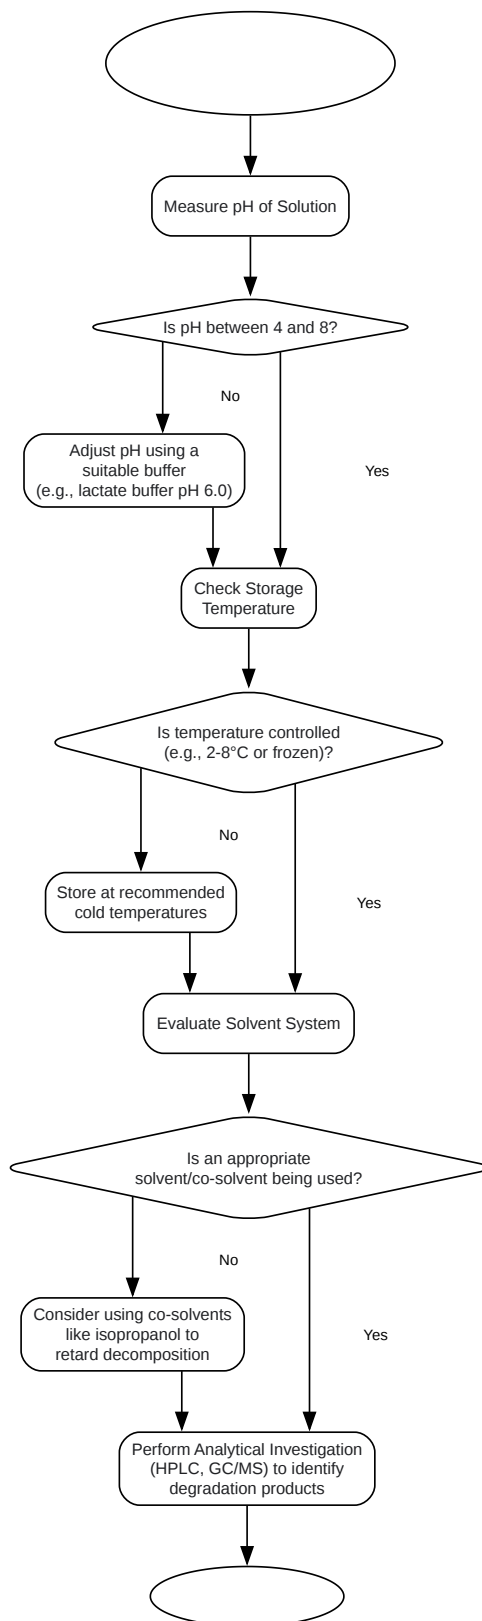 Measure pH of Solution
Is pH between 4 and 8?
No
Adjust pH using a
suitable buffer
(e.g., lactate buffer pH 6.0)
Yes
Check Storage
Temperature
Is temperature controlled
(e.g., 2-8°C or frozen)?
No
Store at recommended
cold temperatures
Yes
Evaluate Solvent System
Is an appropriate
solvent/co-solvent being used?
No
Consider using co-solvents
like isopropanol to
retard decomposition
Yes
Perform Analytical Investigation
(HPLC, GC/MS) to identify
degradation products